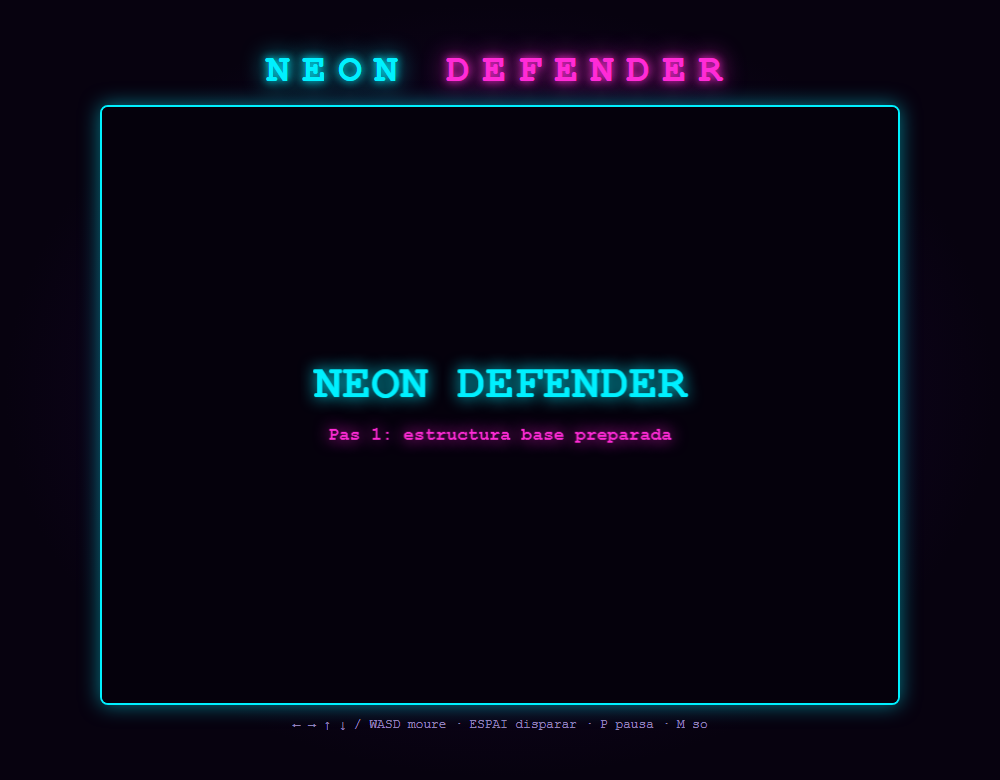 NEON DEFENDER
NEON DEFENDER
Pas 1: estructura base preparada
← → ↑ ↓ / WASD moure · ESPAI disparar · P pausa · M so